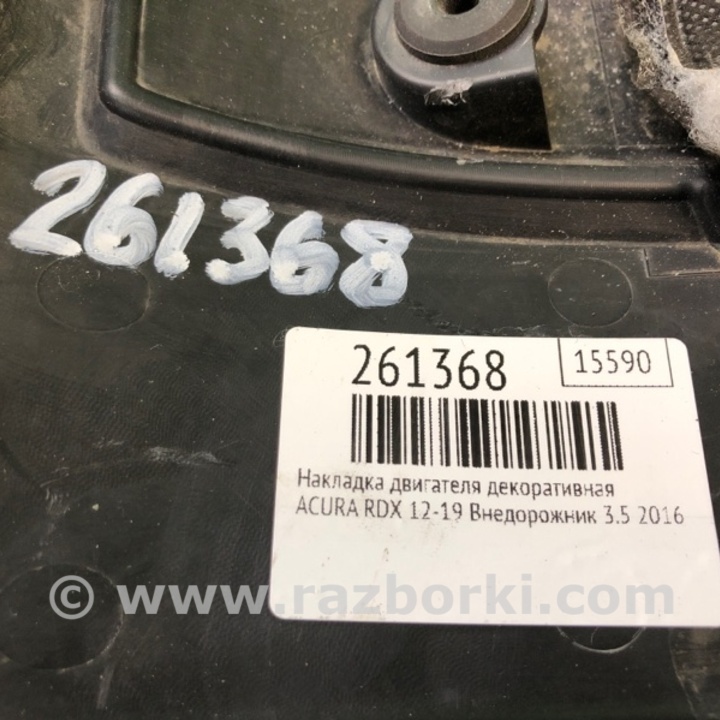 261368
261368 15590
Накладка двигателя декоративная
ACURA RDX 12-19 Внедорожник 3.5 2016
© www.razborki.com